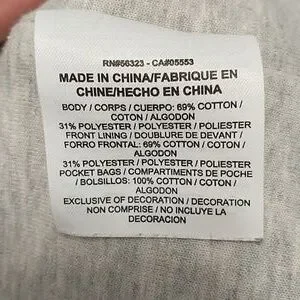 RN#56323 - CA#05553
MADE IN CHINA/FABRIQUE EN
CHINE/HECHO EN CHINA
BODY / CORPS / CUERPO: 69% COTTON /
COTON / ALGODON
31% POLYESTER / POLYESTER / POLIESTER
FRONT LINING / DOUBLURE DE DEVANT /
FORRO FRONTAL: 69% COTTON / COTON /
ALGODON
31% POLYESTER / POLYESTER / POLIESTER
POCKET BAGS / COMPARTIMENTS DE POCHE
/ BOLSILLOS: 100% COTTON / COTON /
ALGODON
EXCLUSIVE OF DECORATION / DECORATION
NON COMPRISE / NO INCLUYE LA
DECORACION